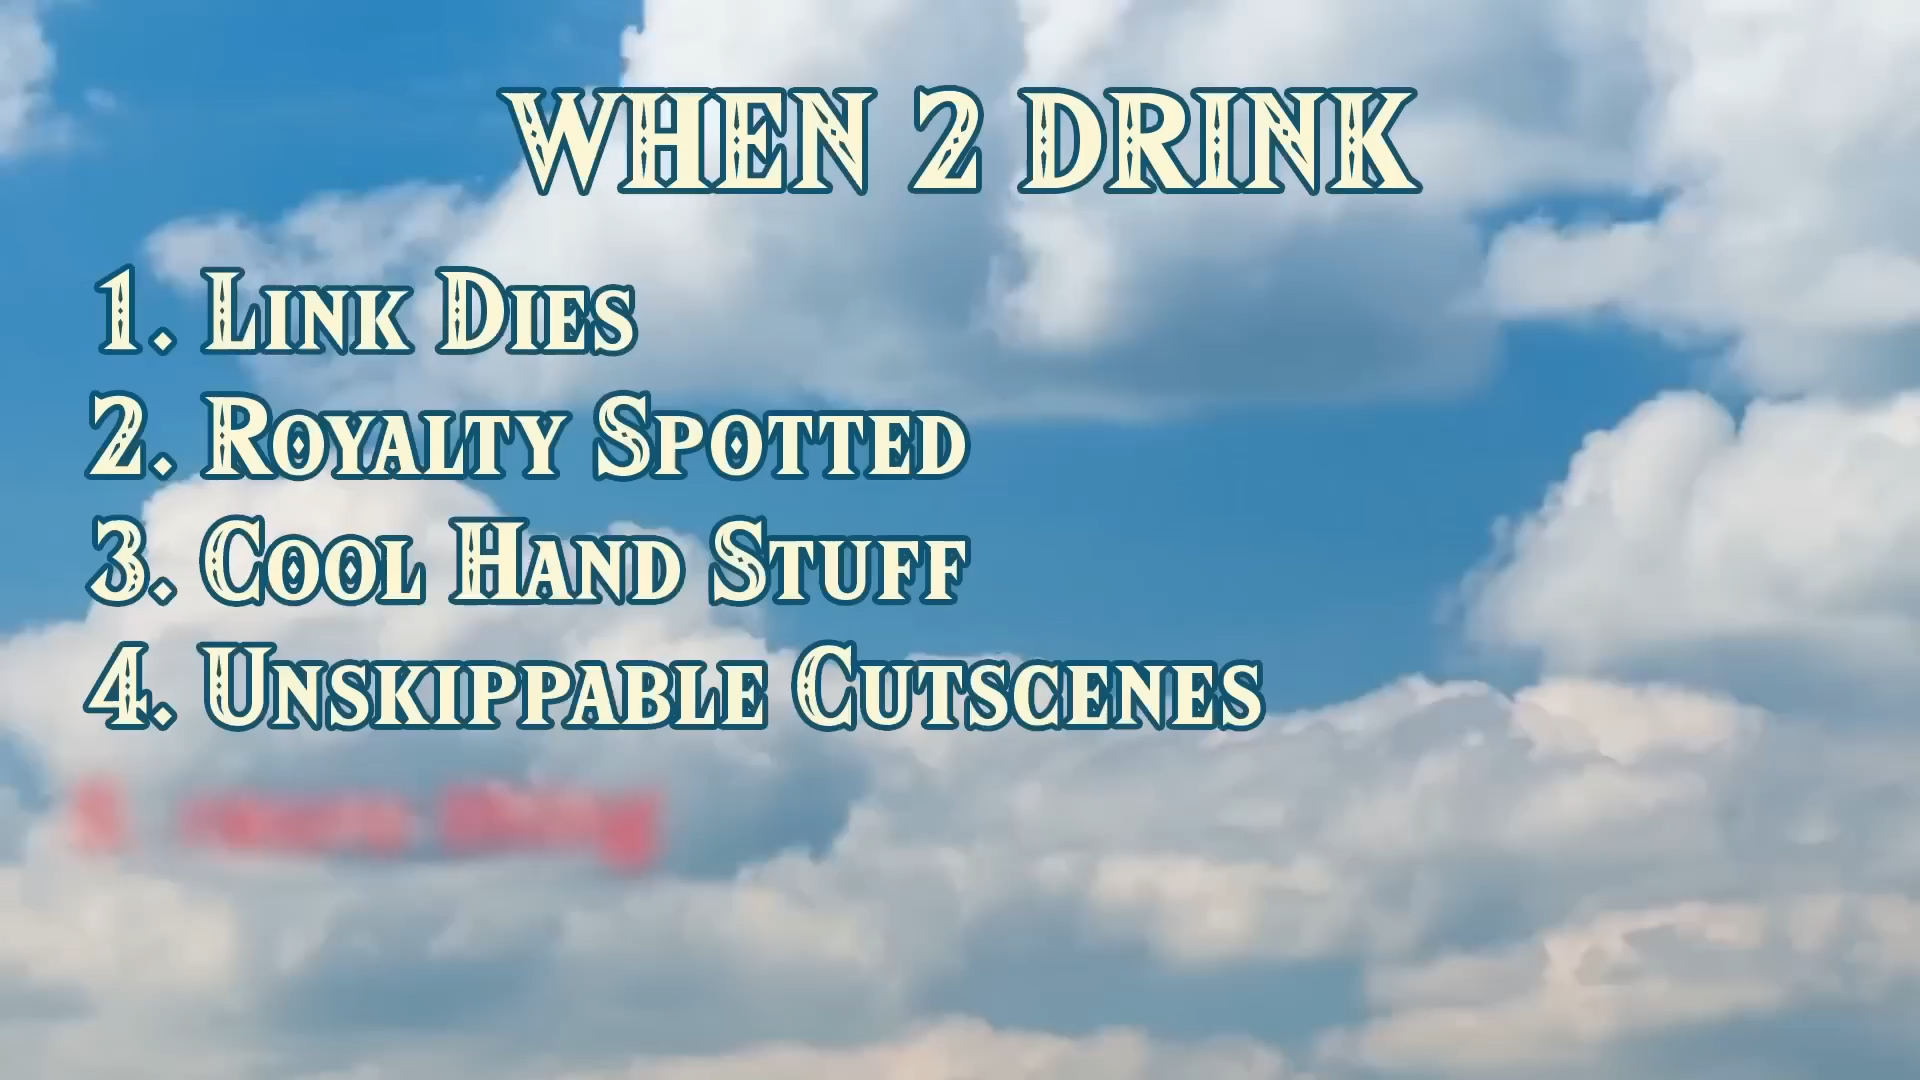 WHEN 2 DRINK
1. Link Dies
2. Royalty Spotted
3. Cool Hand Stuff
4. Unskippable Cutscenes